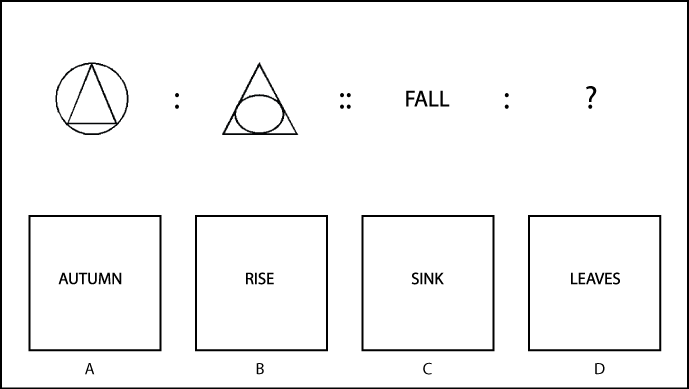 : :: FALL : ?
AUTUMN RISE SINK LEAVES
A B C D